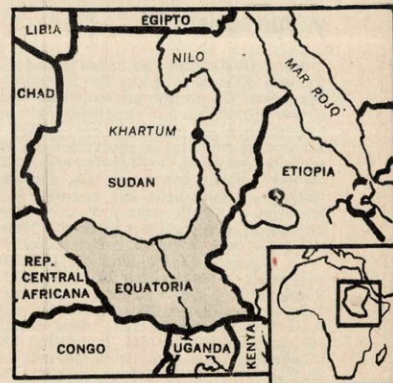 EGIPTO
LIBIA
NILO
MAR ROJO
CHAD
KHARTUM
ETIOPIA
SUDAN
REP.
CENTRAL
AFRICANA
EQUATORIA
CONGO
UGANDA
KENYA